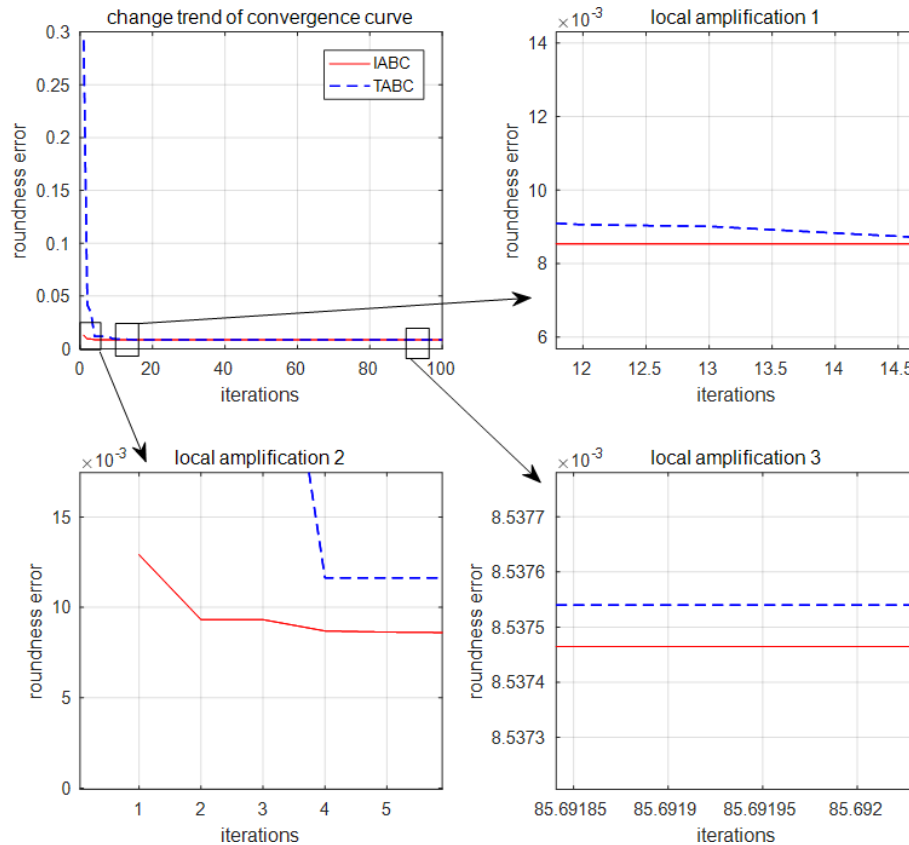 change trend of convergence curve
0.3
0.25
0.2
0.15
0.1
0.05
0
roundness error
IABC
TABC
0 20 40 60 80 100
iterations
×10⁻³
local amplification 1
14
12
10
8
6
roundness error
12 12.5 13 13.5 14 14.5
iterations
×10⁻³
local amplification 2
15
10
5
0
roundness error
1 2 3 4 5
iterations
×10⁻³
local amplification 3
8.5377
8.5376
8.5375
8.5374
8.5373
roundness error
85.69185 85.6919 85.69195 85.692
iterations